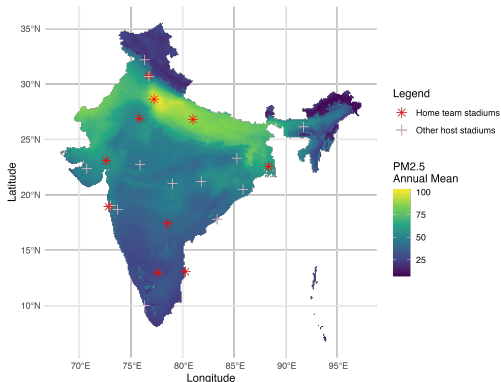 35°N
30°N
25°N
20°N
15°N
10°N
Latitude
70°E 75°E 80°E 85°E 90°E 95°E
Longitude
Legend
Home team stadiums
Other host stadiums
PM2.5
Annual Mean
100
75
50
25